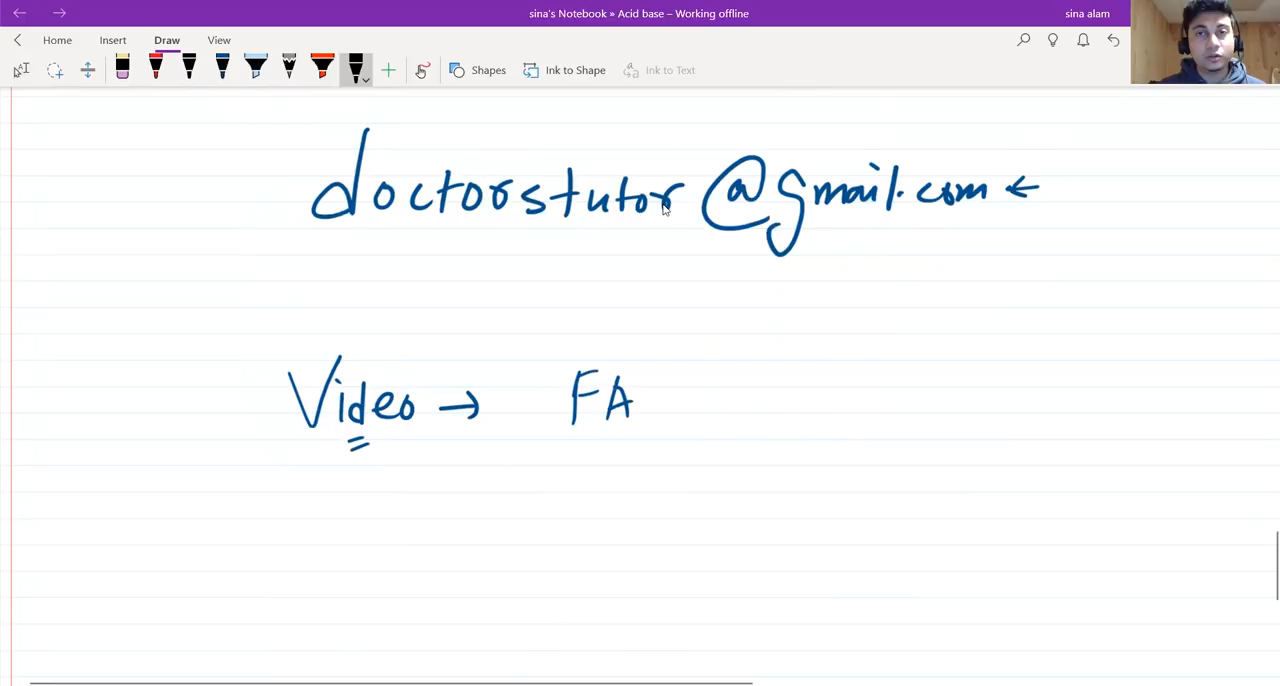 sina's Notebook » Acid base – Working offline
sina alam
Home Insert Draw View
Shapes Ink to Shape Ink to Text
doctorstutor@gmail.com ←
Video → FA